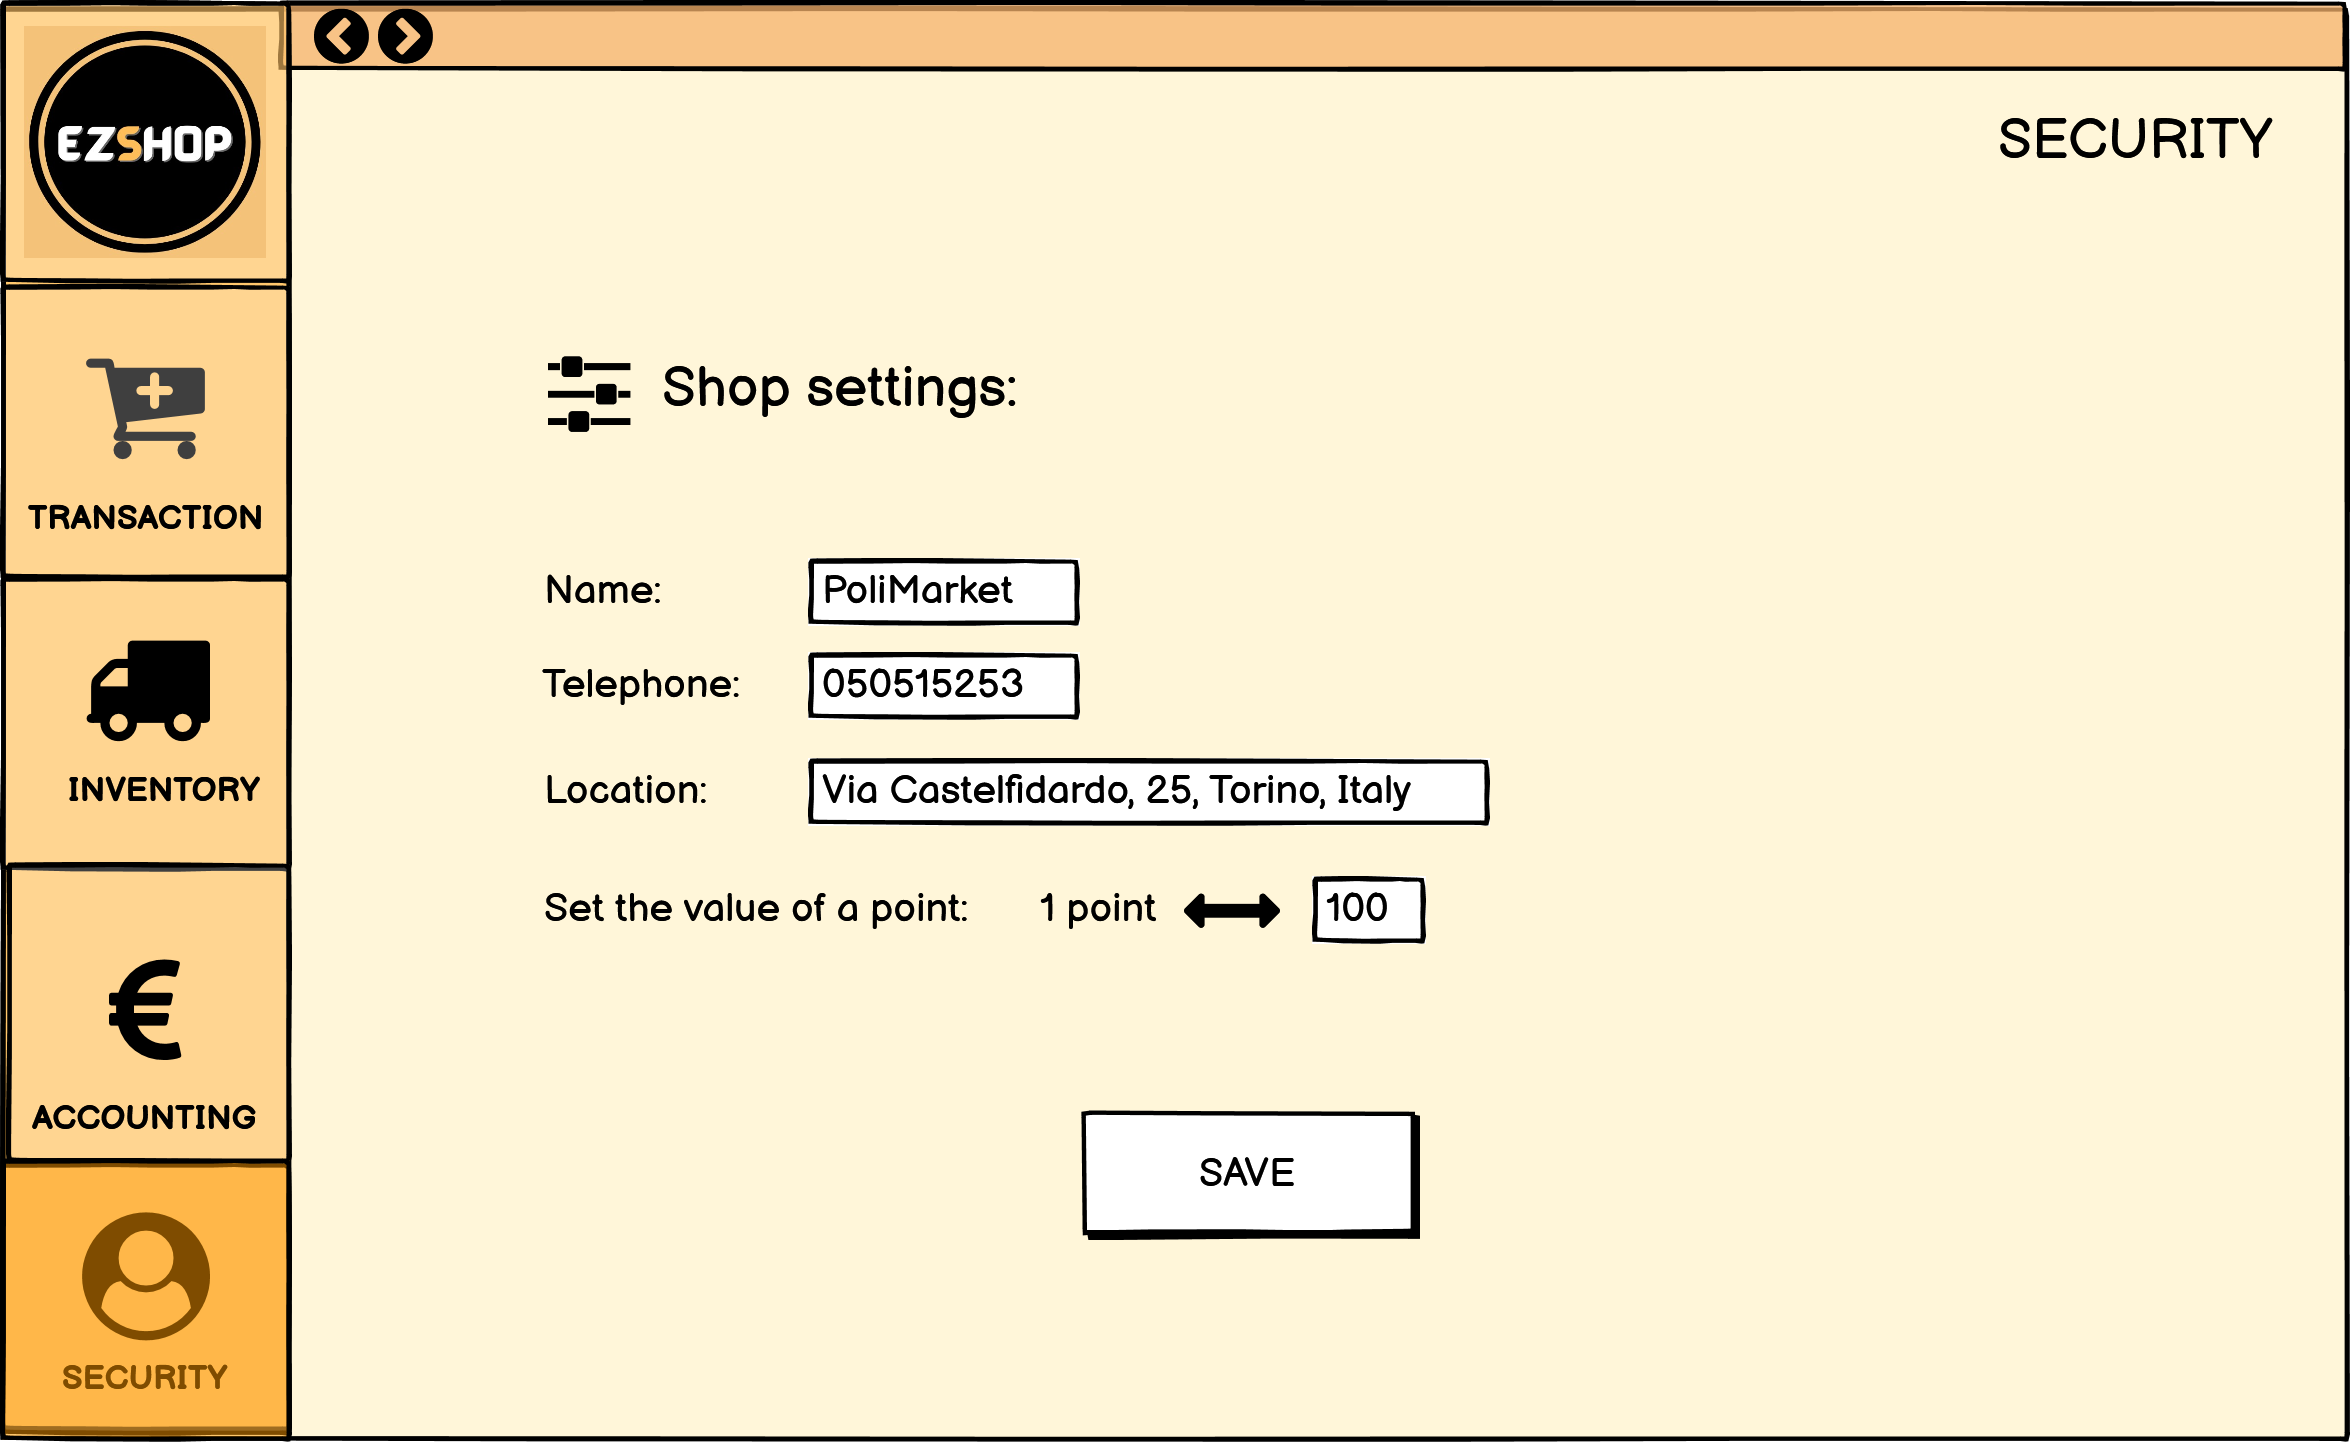 EZSHOP
SECURITY
TRANSACTION
INVENTORY
ACCOUNTING
SECURITY
Shop settings:
Name: PoliMarket
Telephone: 050515253
Location: Via Castelfidardo, 25, Torino, Italy
Set the value of a point: 1 point 100
SAVE